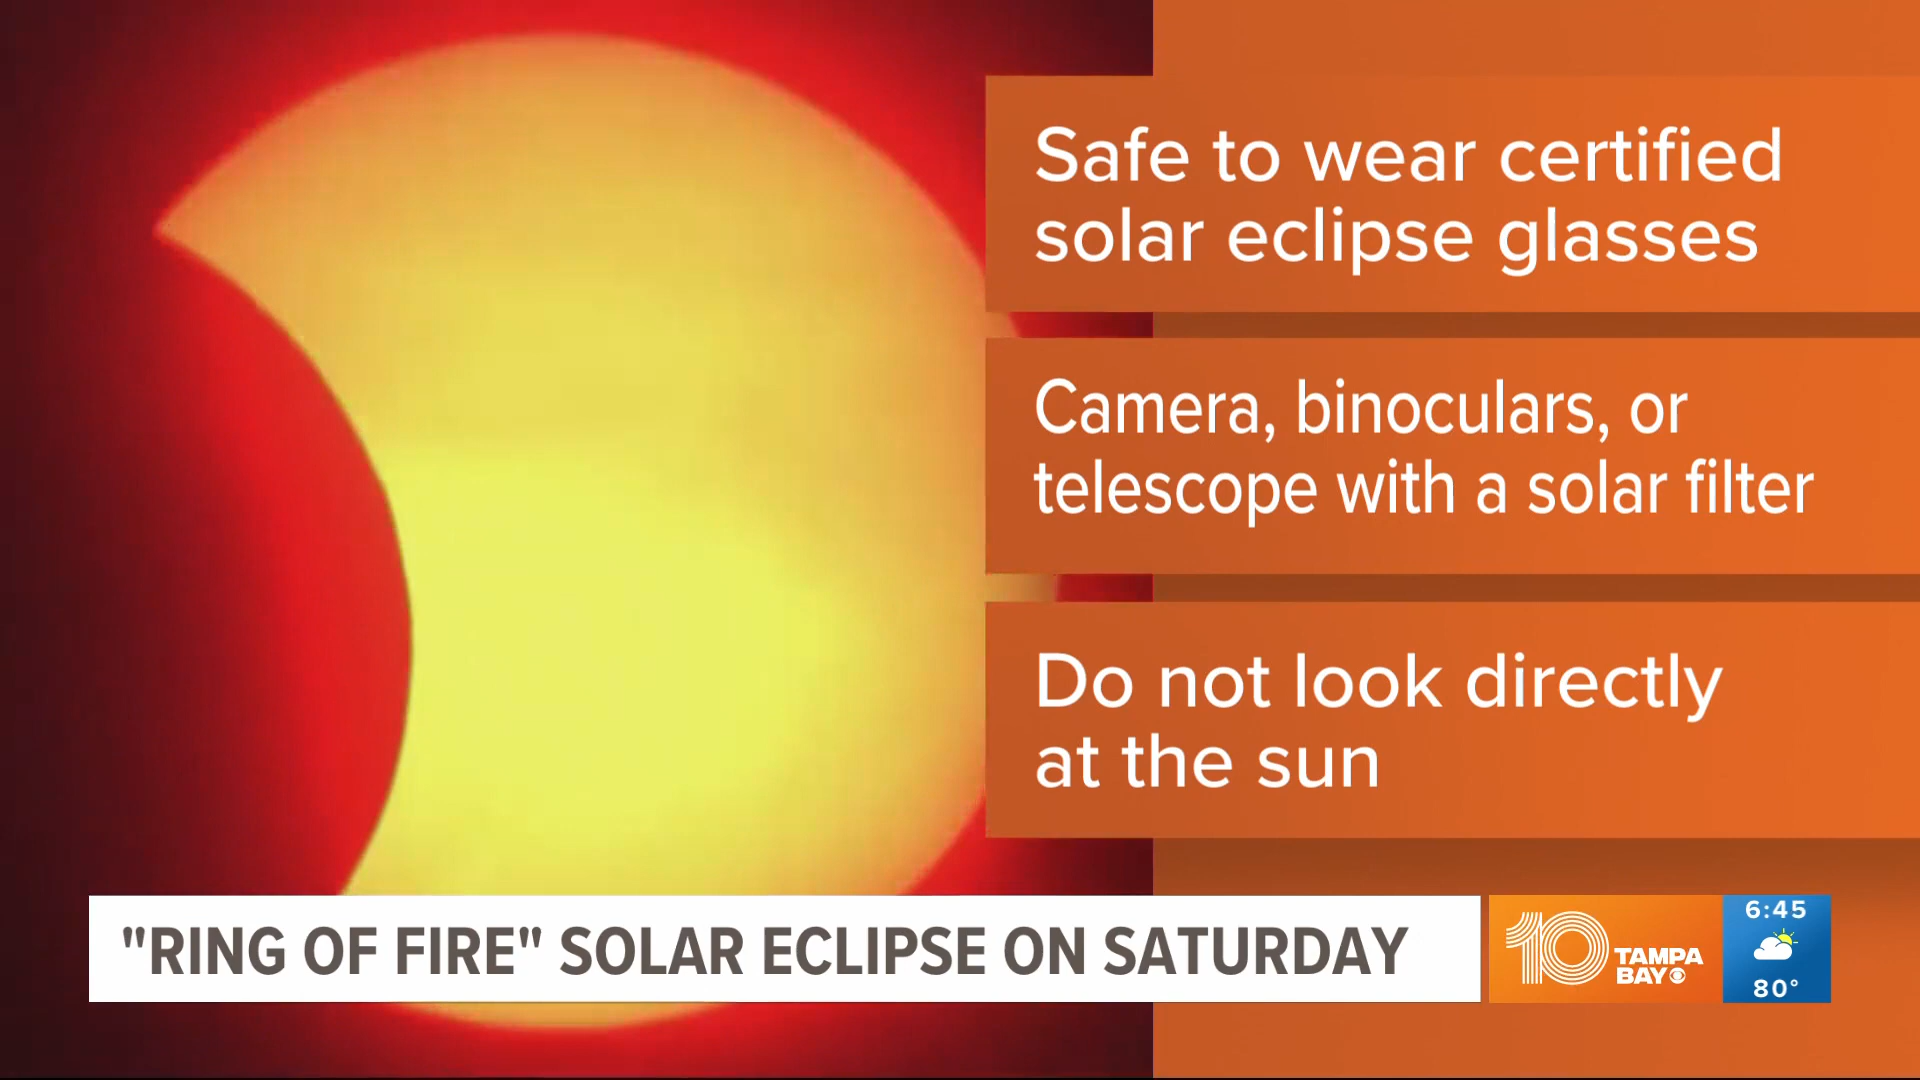 Safe to wear certified
solar eclipse glasses
Camera, binoculars, or
telescope with a solar filter
Do not look directly
at the sun
"RING OF FIRE" SOLAR ECLIPSE ON SATURDAY
10 TAMPA
BAY
6:45
80°